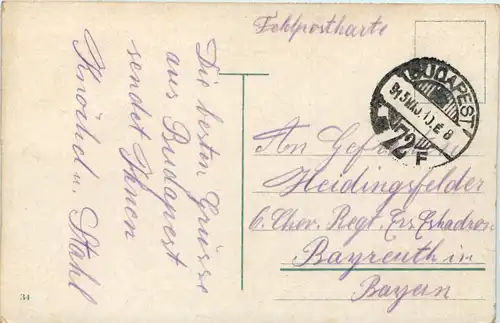 Feldpostkarte
Die besten Grüsse
aus Budapest
sendet Ihnen
Knöchel u. Stahl
BUDAPEST
72
F
An
Heidingsfelder
6. Chev. Regt. Ers Eskadron
Bayreuth in
Bayern
34